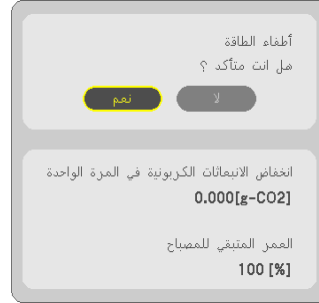 أطفاء الطاقة
هل انت متأكد ؟
نعم
لا
انخفاض الانبعاثات الكربونية في المرة الواحدة
0.000[g-CO2]
العمر المتبقي للمصباح
100 [%]